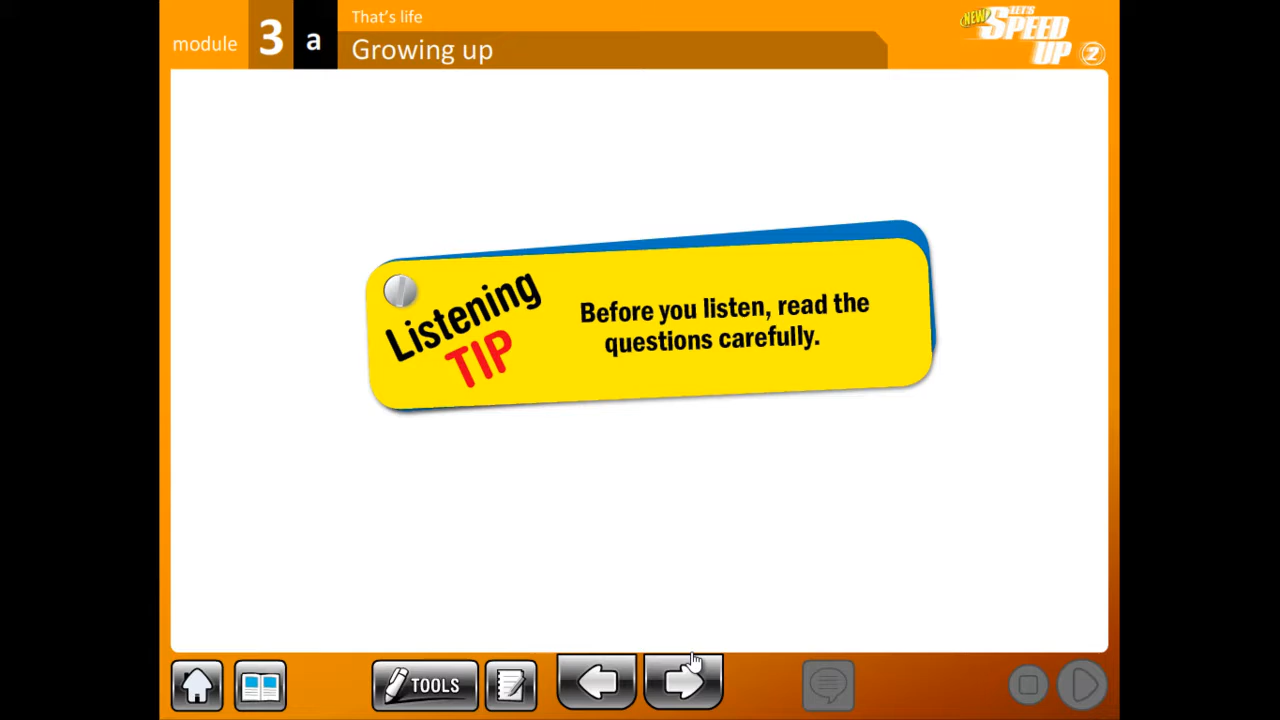 module 3 a
That's life
Growing up
NEW LET'S
SPEED
UP 2
Listening
TIP
Before you listen, read the
questions carefully.
TOOLS